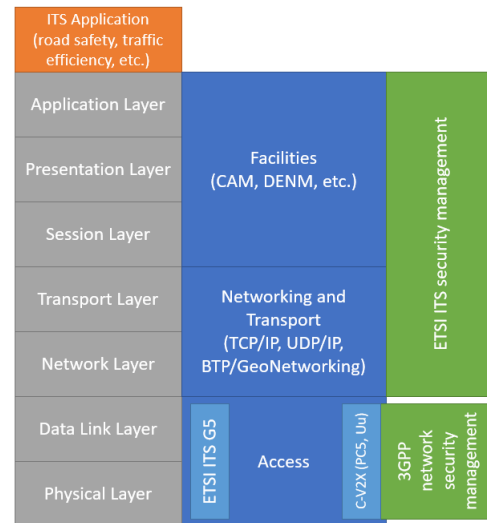 ITS Application
(road safety, traffic
efficiency, etc.)
Application Layer
Presentation Layer
Session Layer
Transport Layer
Network Layer
Data Link Layer
Physical Layer
Facilities
(CAM, DENM, etc.)
Networking and
Transport
(TCP/IP, UDP/IP,
BTP/GeoNetworking)
ETSI ITS G5
Access
C-V2X (PC5, Uu)
ETSI ITS security management
3GPP
network
security
management